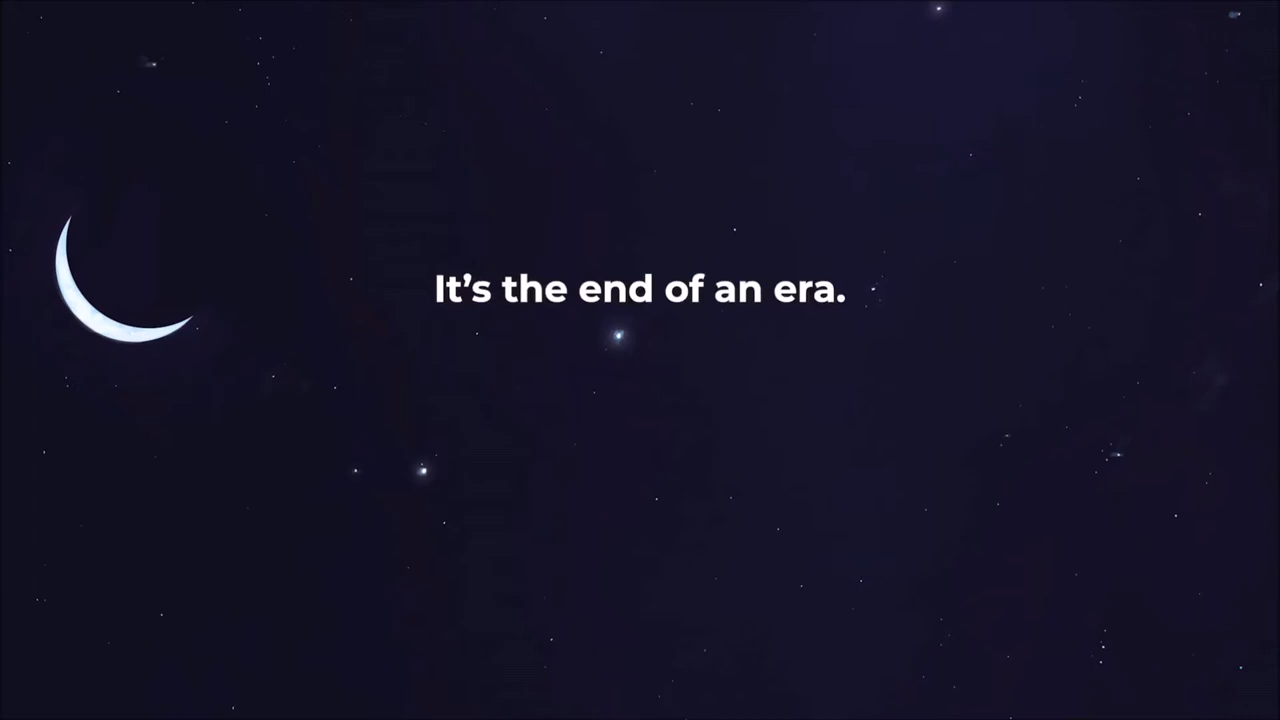 It’s the end of an era.